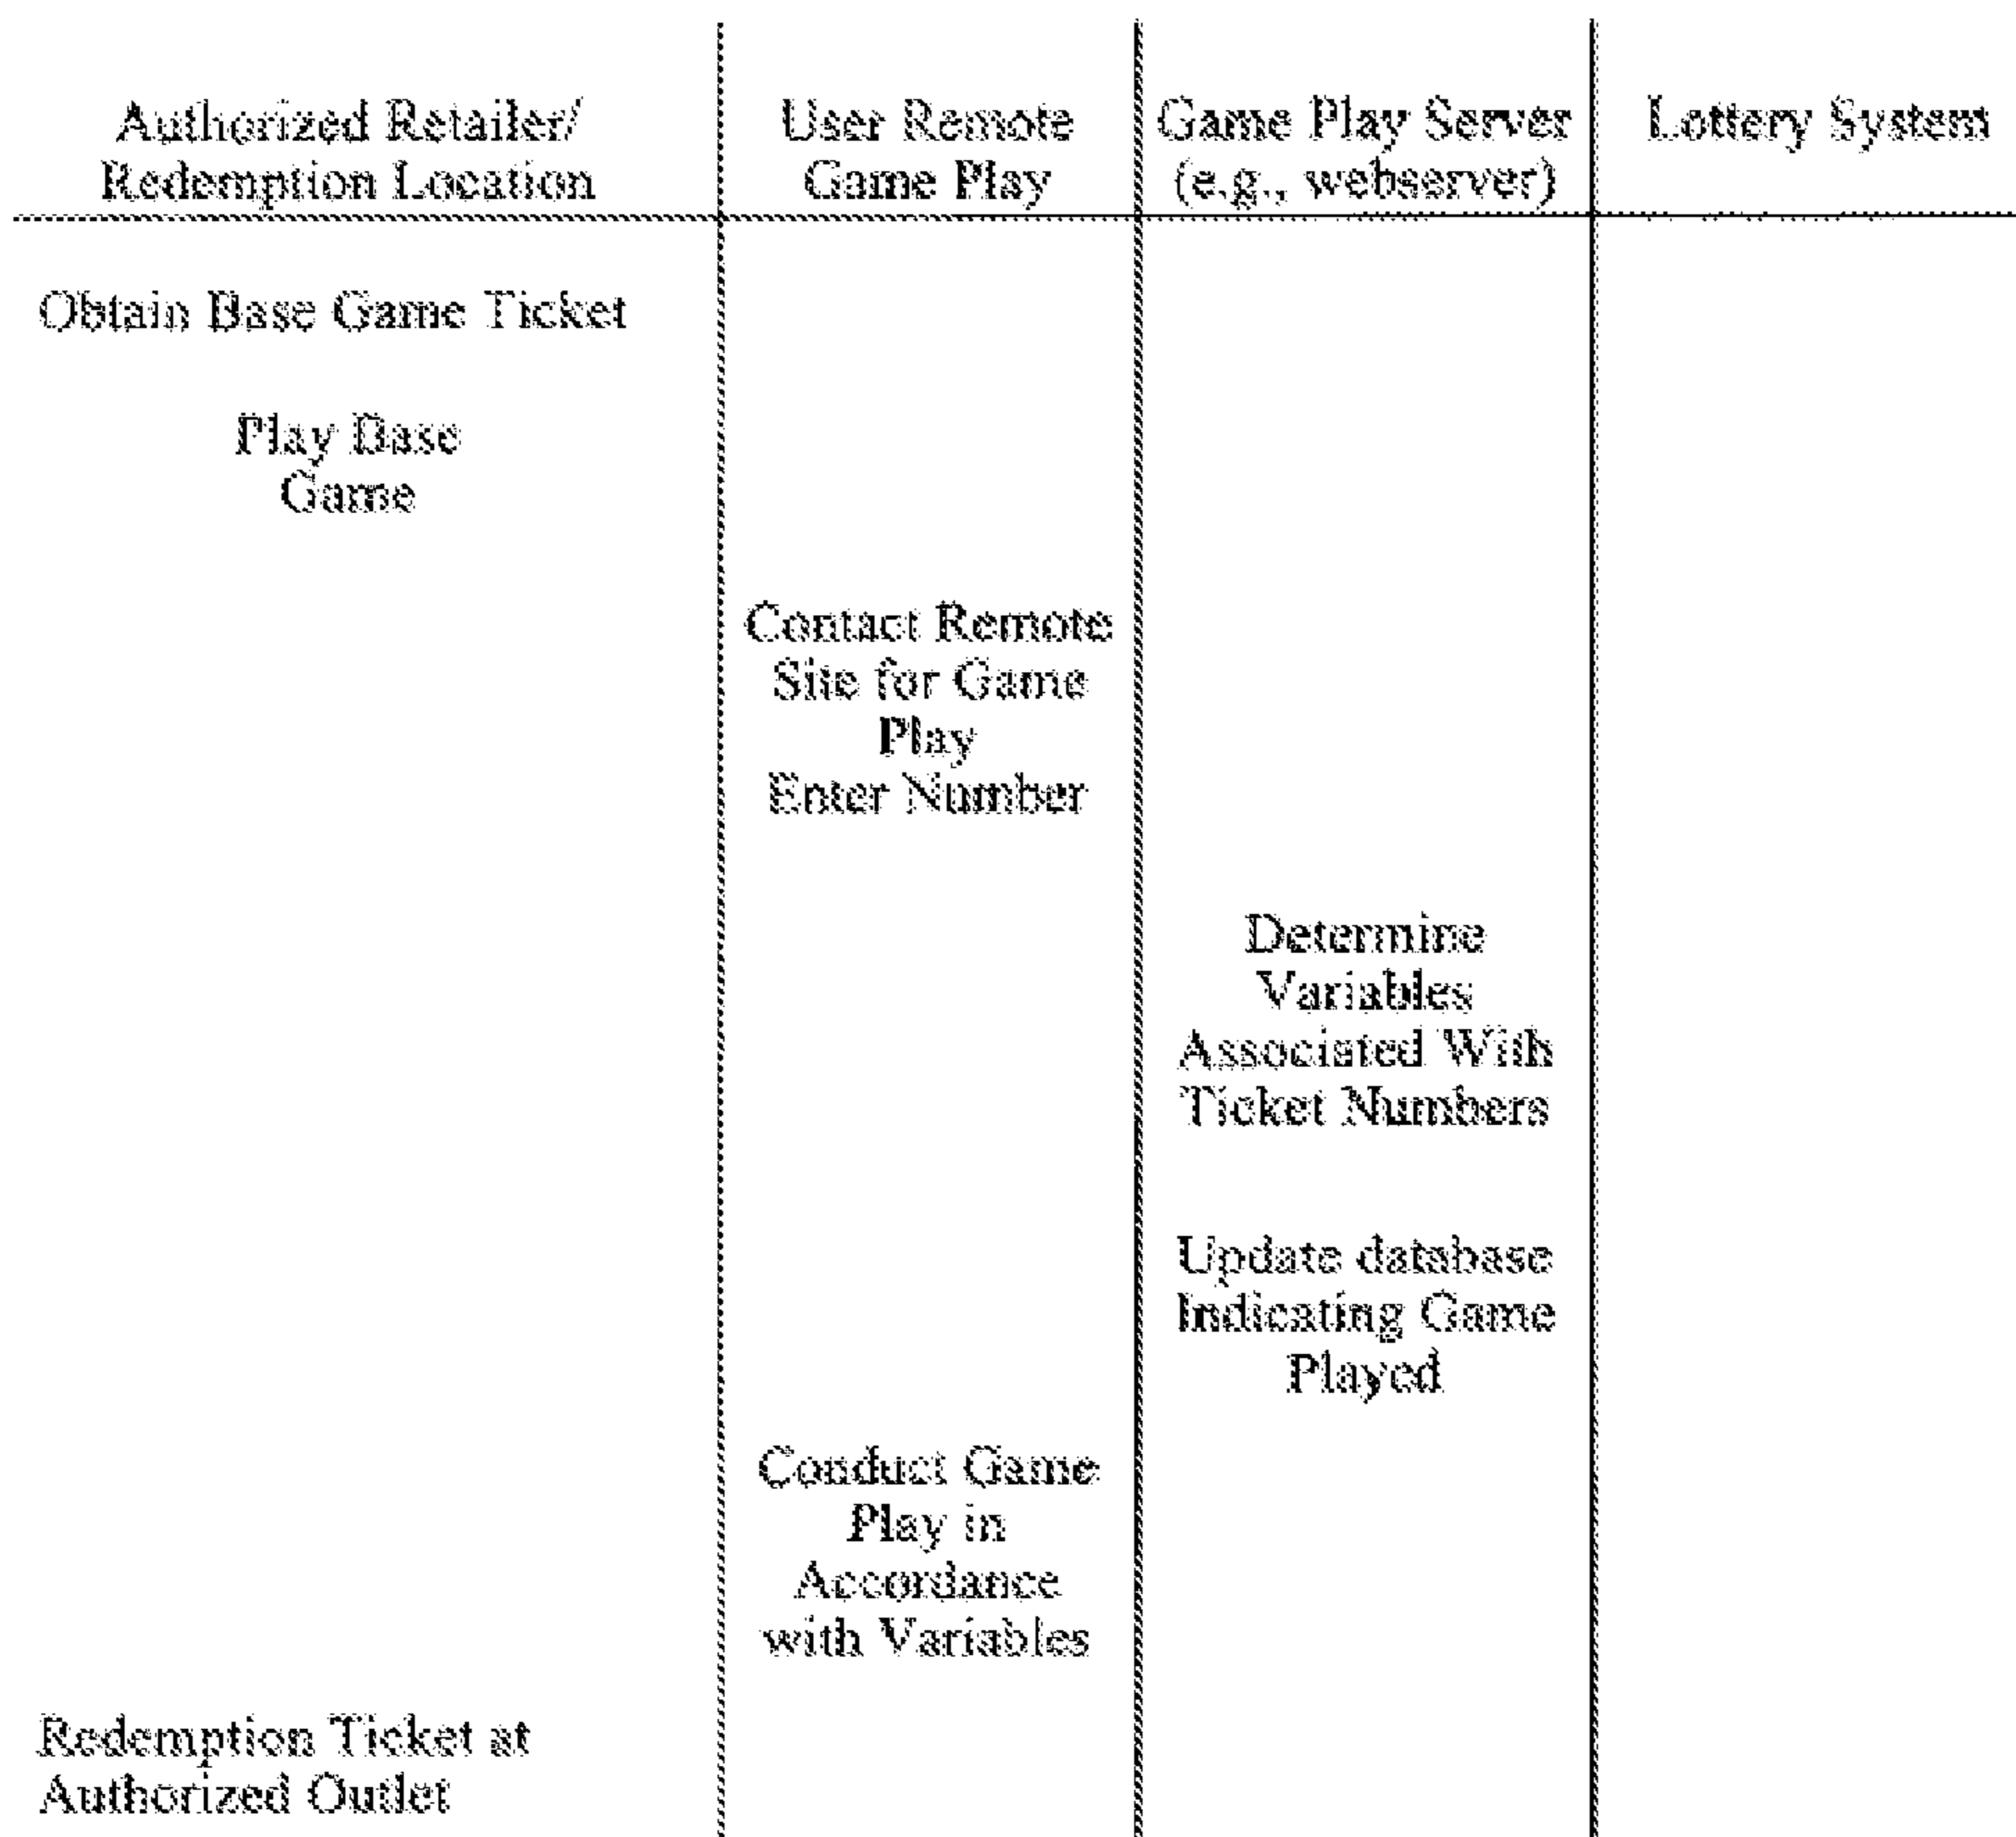 Authorized Retailer/
Redemption Location
User Remote
Game Play
Game Play Server
(e.g., webserver)
Lottery System
Obtain Base Game Ticket
Play Base
Game
Contact Remote
Site for Game
Play
Enter Number
Determine
Variables
Associated With
Ticket Numbers
Update database
Indicating Game
Played
Conduct Game
Play in
Accordance
with Variables
Redemption Ticket at
Authorized Outlet